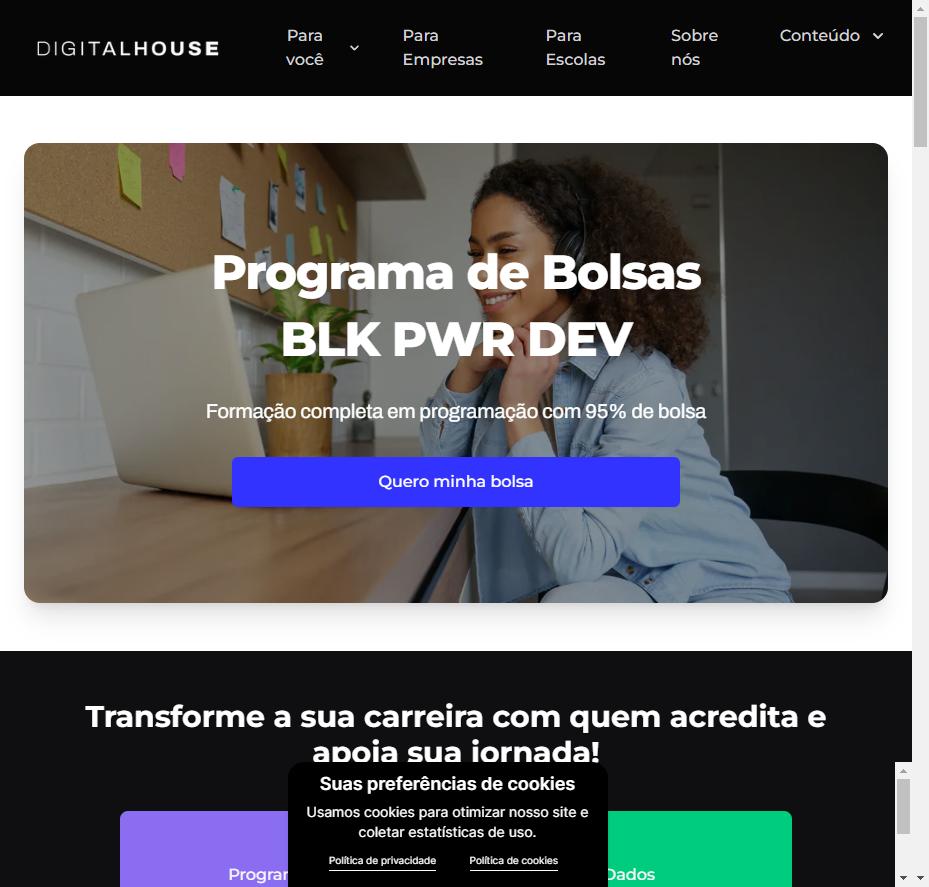 DIGITALHOUSE
Para
você
Para
Empresas
Para
Escolas
Sobre
nós
Conteúdo
Programa de Bolsas
BLK PWR DEV
Formação completa em programação com 95% de bolsa
Quero minha bolsa
Transforme a sua carreira com quem acredita e
apoia sua jornada!
Suas preferências de cookies
Usamos cookies para otimizar nosso site e
coletar estatísticas de uso.
Política de privacidade
Política de cookies
Dados